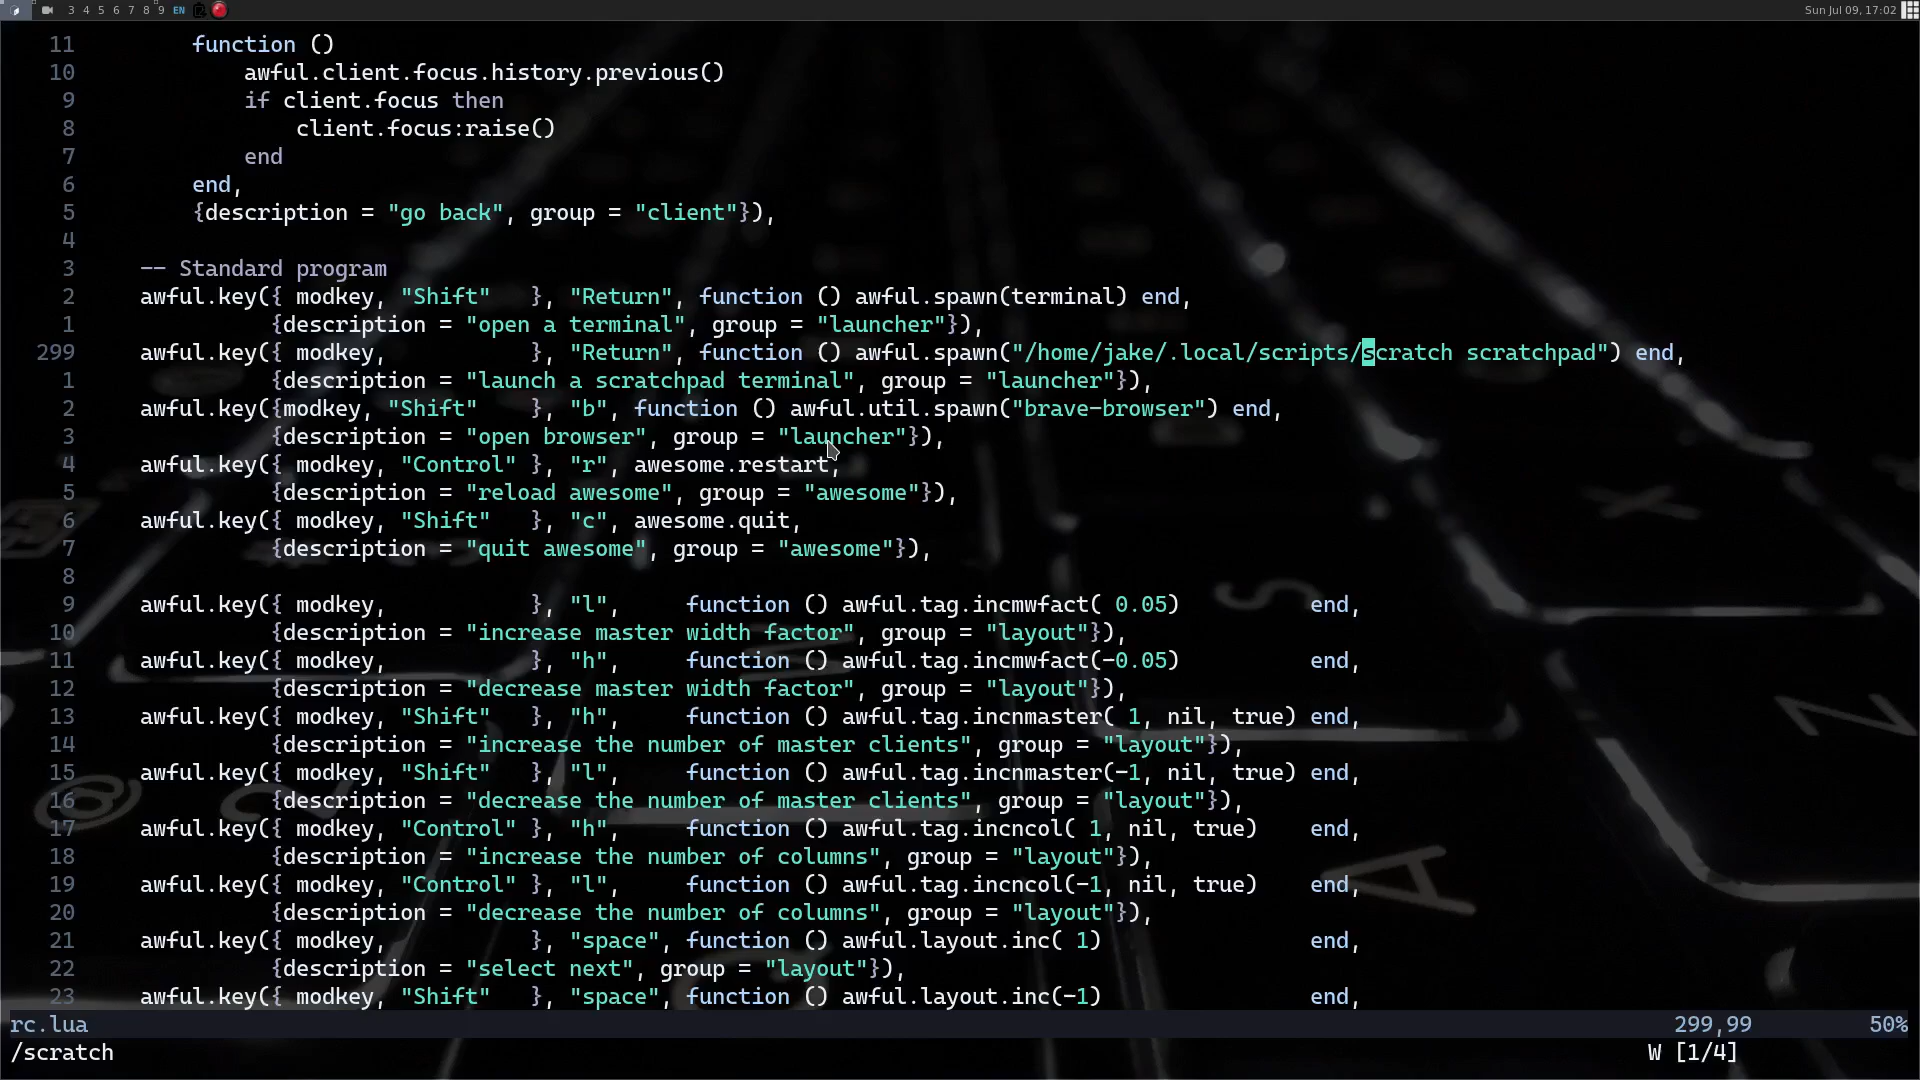 3 4 5 6 7 8 9 EN Sun Jul 09, 17:02
11 function ()
10 awful.client.focus.history.previous()
9 if client.focus then
8 client.focus:raise()
7 end
6 end,
5 {description = "go back", group = "client"}),
4
3 -- Standard program
2 awful.key({ modkey, "Shift" }, "Return", function () awful.spawn(terminal) end,
1 {description = "open a terminal", group = "launcher"}),
299 awful.key({ modkey, }, "Return", function () awful.spawn("/home/jake/.local/scripts/scratch scratchpad") end,
1 {description = "launch a scratchpad terminal", group = "launcher"}),
2 awful.key({modkey, "Shift" }, "b", function () awful.util.spawn("brave-browser") end,
3 {description = "open browser", group = "launcher"}),
4 awful.key({ modkey, "Control" }, "r", awesome.restart,
5 {description = "reload awesome", group = "awesome"}),
6 awful.key({ modkey, "Shift" }, "c", awesome.quit,
7 {description = "quit awesome", group = "awesome"}),
8
9 awful.key({ modkey, }, "l", function () awful.tag.incmwfact( 0.05) end,
10 {description = "increase master width factor", group = "layout"}),
11 awful.key({ modkey, }, "h", function () awful.tag.incmwfact(-0.05) end,
12 {description = "decrease master width factor", group = "layout"}),
13 awful.key({ modkey, "Shift" }, "h", function () awful.tag.incnmaster( 1, nil, true) end,
14 {description = "increase the number of master clients", group = "layout"}),
15 awful.key({ modkey, "Shift" }, "l", function () awful.tag.incnmaster(-1, nil, true) end,
16 {description = "decrease the number of master clients", group = "layout"}),
17 awful.key({ modkey, "Control" }, "h", function () awful.tag.incncol( 1, nil, true) end,
18 {description = "increase the number of columns", group = "layout"}),
19 awful.key({ modkey, "Control" }, "l", function () awful.tag.incncol(-1, nil, true) end,
20 {description = "decrease the number of columns", group = "layout"}),
21 awful.key({ modkey, }, "space", function () awful.layout.inc( 1) end,
22 {description = "select next", group = "layout"}),
23 awful.key({ modkey, "Shift" }, "space", function () awful.layout.inc(-1) end,
rc.lua 299,99 50%
/scratch W [1/4]